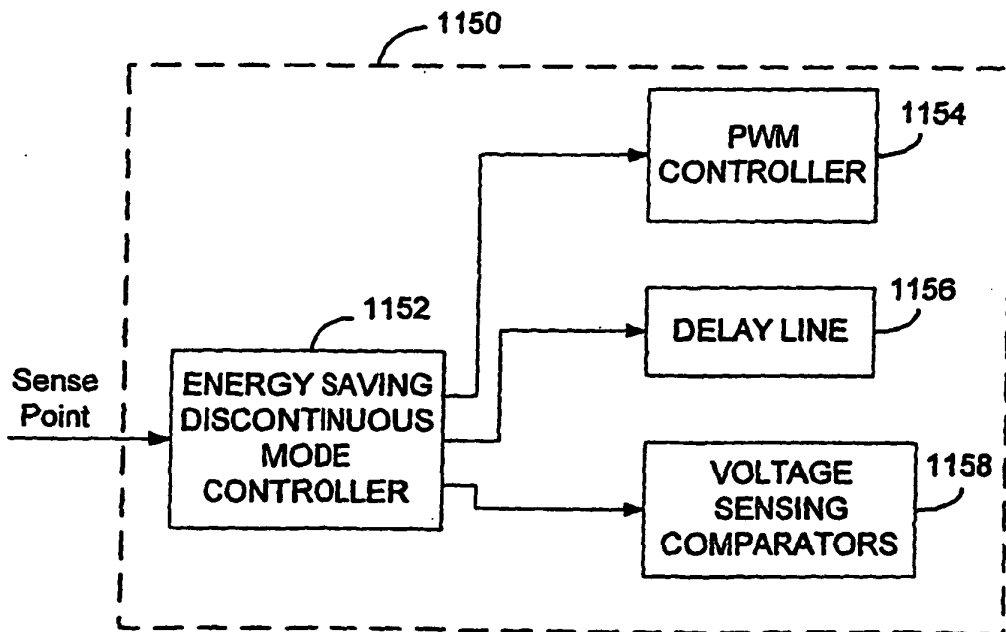 1150
PWM
CONTROLLER
1154
DELAY LINE
1156
1152
ENERGY SAVING
DISCONTINUOUS
MODE
CONTROLLER
Sense
Point
VOLTAGE
SENSING
COMPARATORS
1158